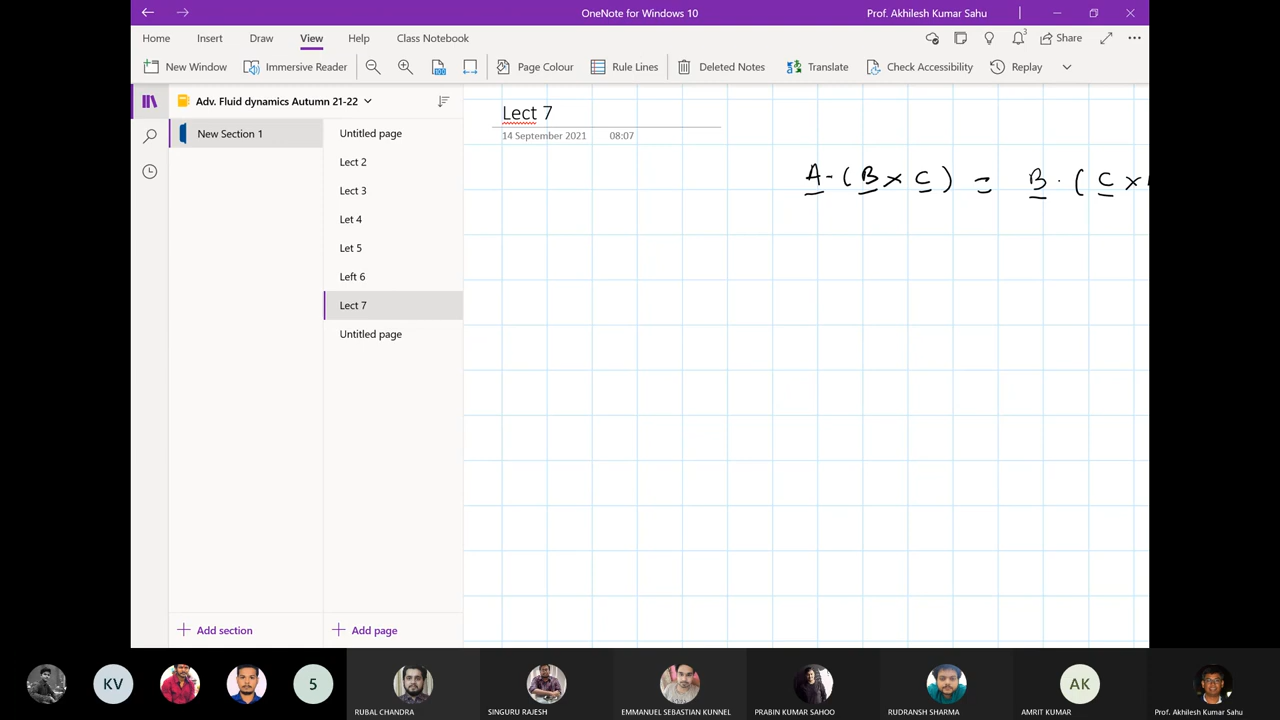 OneNote for Windows 10
Prof. Akhilesh Kumar Sahu
Home Insert Draw View Help Class Notebook
3
Share
New Window Immersive Reader 100 Page Colour Rule Lines Deleted Notes Translate Check Accessibility Replay
Adv. Fluid dynamics Autumn 21-22
New Section 1
Untitled page
Lect 2
Lect 3
Let 4
Let 5
Left 6
Lect 7
Untitled page
Add section
Add page
Lect 7
14 September 2021 08:07
A · ( B × C ) = B · ( C ×
KV
5
AK
RUBAL CHANDRA
SINGURU RAJESH
EMMANUEL SEBASTIAN KUNNEL
PRABIN KUMAR SAHOO
RUDRANSH SHARMA
AMRIT KUMAR
Prof. Akhilesh Kumar Sahu